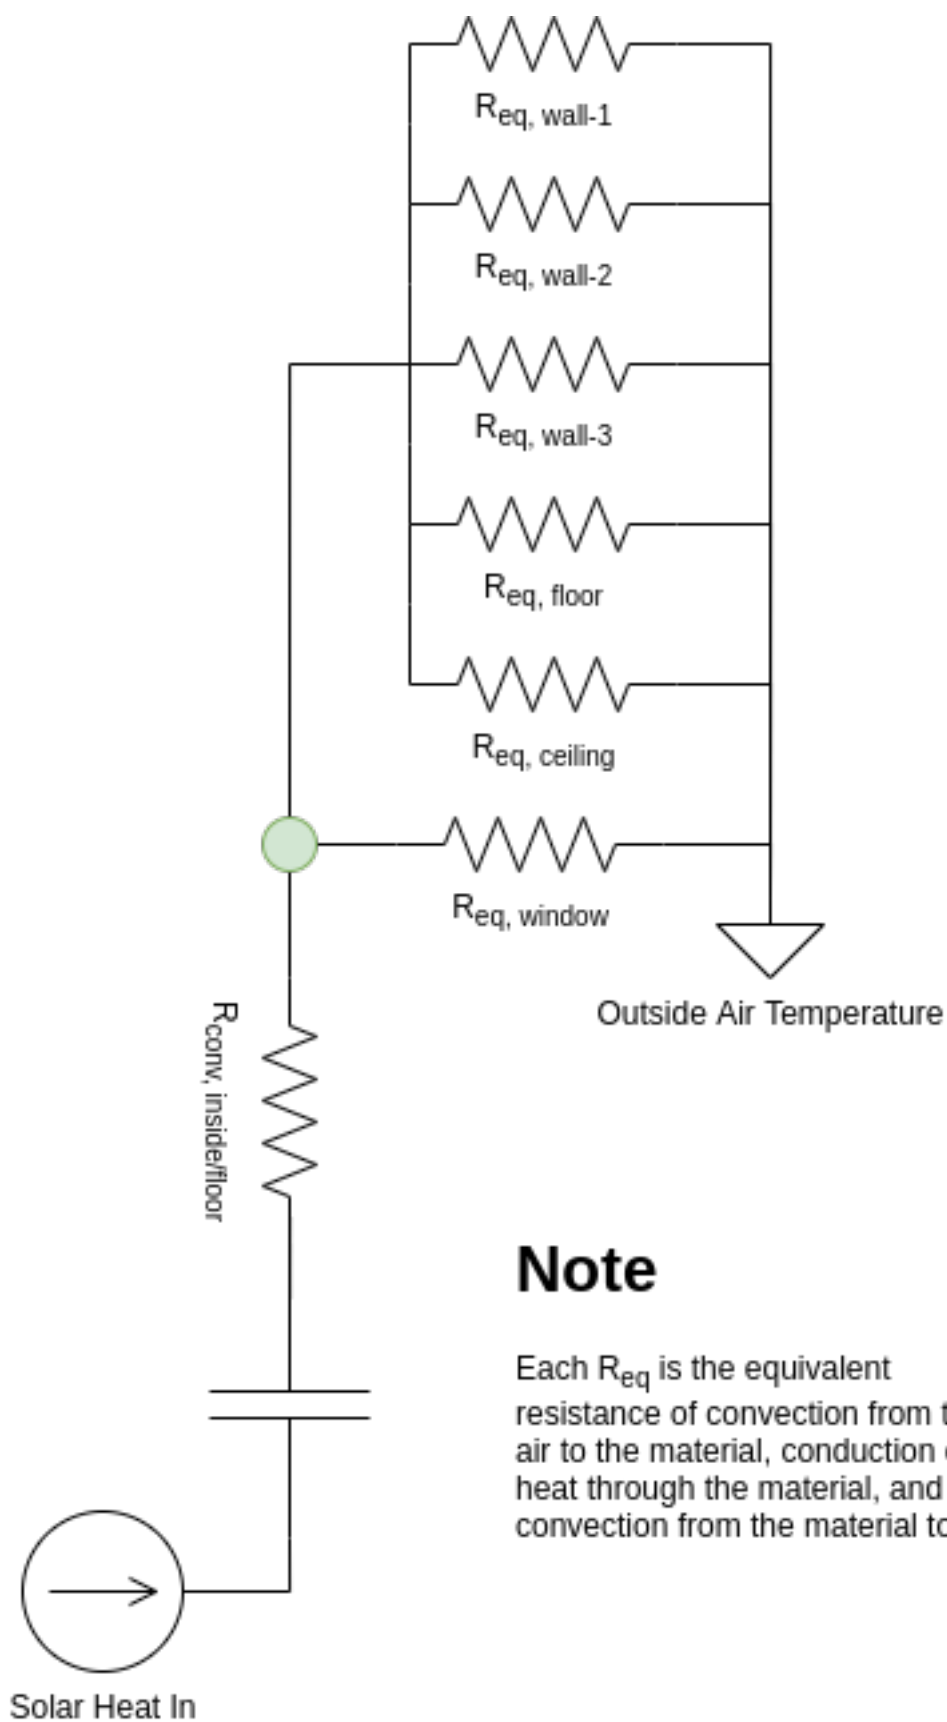 Req, wall-1
Req, wall-2
Req, wall-3
Req, floor
Req, ceiling
Req, window
Outside Air Temperature
Rconv, inside/floor
Note
Each Req is the equivalent
resistance of convection from
air to the material, conduction
heat through the material, and
convection from the material to
Solar Heat In